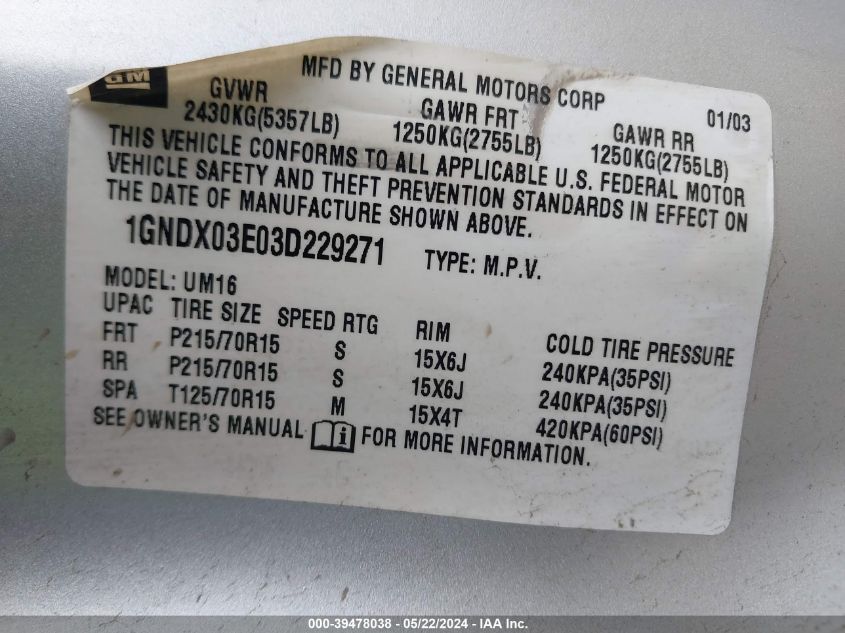 GM
MFD BY GENERAL MOTORS CORP 01/03
GVWR GAWR FRT GAWR RR
2430KG(5357LB) 1250KG(2755LB) 1250KG(2755LB)
THIS VEHICLE CONFORMS TO ALL APPLICABLE U.S. FEDERAL MOTOR
VEHICLE SAFETY AND THEFT PREVENTION STANDARDS IN EFFECT ON
THE DATE OF MANUFACTURE SHOWN ABOVE.
1GNDX03E03D229271 TYPE: M.P.V.
MODEL: UM16
UPAC TIRE SIZE SPEED RTG RIM COLD TIRE PRESSURE
FRT P215/70R15 S 15X6J 240KPA(35PSI)
RR P215/70R15 S 15X6J 240KPA(35PSI)
SPA T125/70R15 M 15X4T 420KPA(60PSI)
SEE OWNER'S MANUAL i FOR MORE INFORMATION.
000-39478038 - 05/22/2024 - IAA Inc.